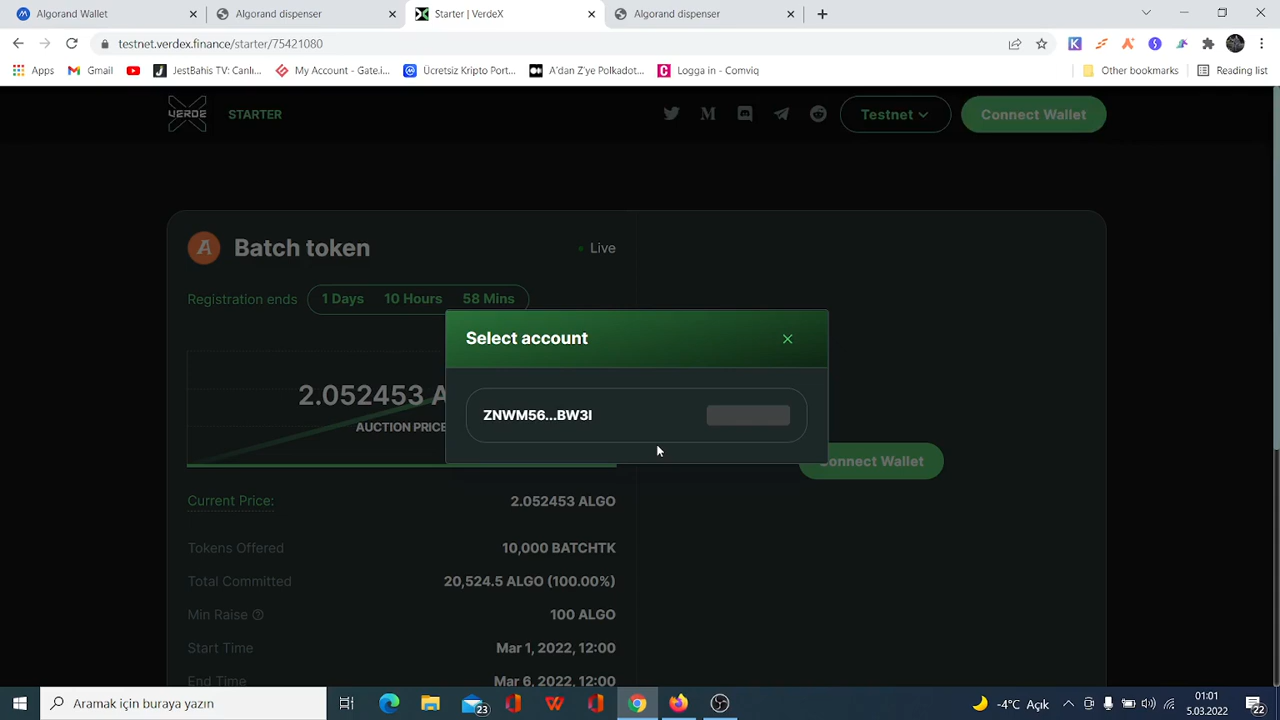 Algorand Wallet
Algorand dispenser
Starter | VerdeX
Algorand dispenser
testnet.verdex.finance/starter/75421080
Apps
Gmail
JestBahis TV: Canlı...
My Account - Gate.i...
Ücretsiz Kripto Port...
A'dan Z'ye Polkadot...
Logga in - Comviq
Other bookmarks
Reading list
VERDE
STARTER
Testnet
Connect Wallet
A
Batch token
Live
Registration ends
1 Days 10 Hours 58 Mins
2.052453 A
AUCTION PRICE
Select account
ZNWM56...BW3I
Connect Wallet
Current Price:
2.052453 ALGO
Tokens Offered
10,000 BATCHTK
Total Committed
20,524.5 ALGO (100.00%)
Min Raise
100 ALGO
Start Time
Mar 1, 2022, 12:00
End Time
Mar 6, 2022, 12:00
Aramak için buraya yazın
23
-4°C Açık
01:01
5.03.2022
22